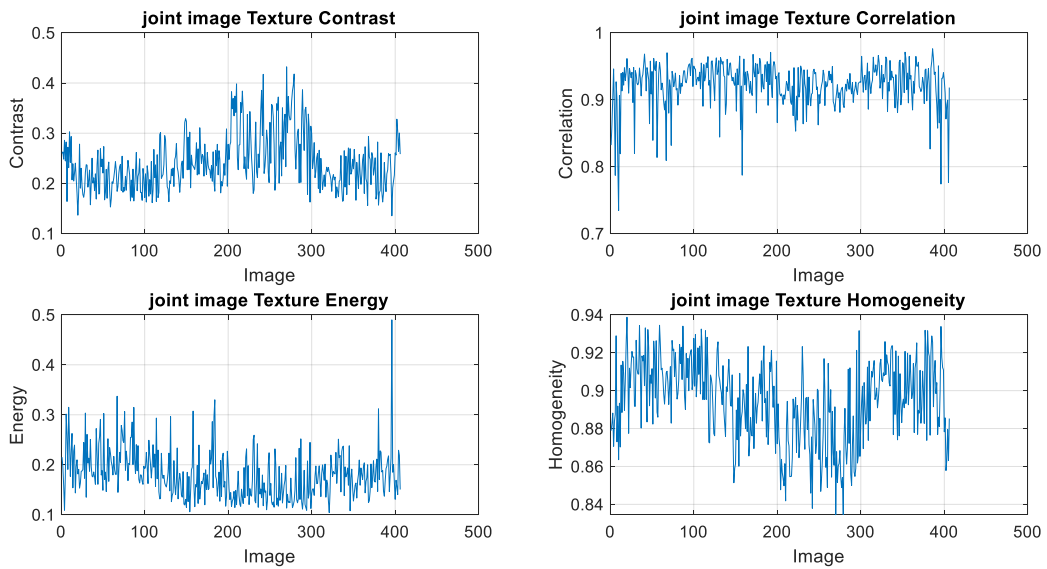 joint image Texture Contrast
0.5
0.4
0.3
0.2
0.1
Contrast
0 100 200 300 400 500
Image
joint image Texture Correlation
1
0.9
0.8
0.7
Correlation
0 100 200 300 400 500
Image
joint image Texture Energy
0.5
0.4
0.3
0.2
0.1
Energy
0 100 200 300 400 500
Image
joint image Texture Homogeneity
0.94
0.92
0.9
0.88
0.86
0.84
Homogeneity
0 100 200 300 400 500
Image